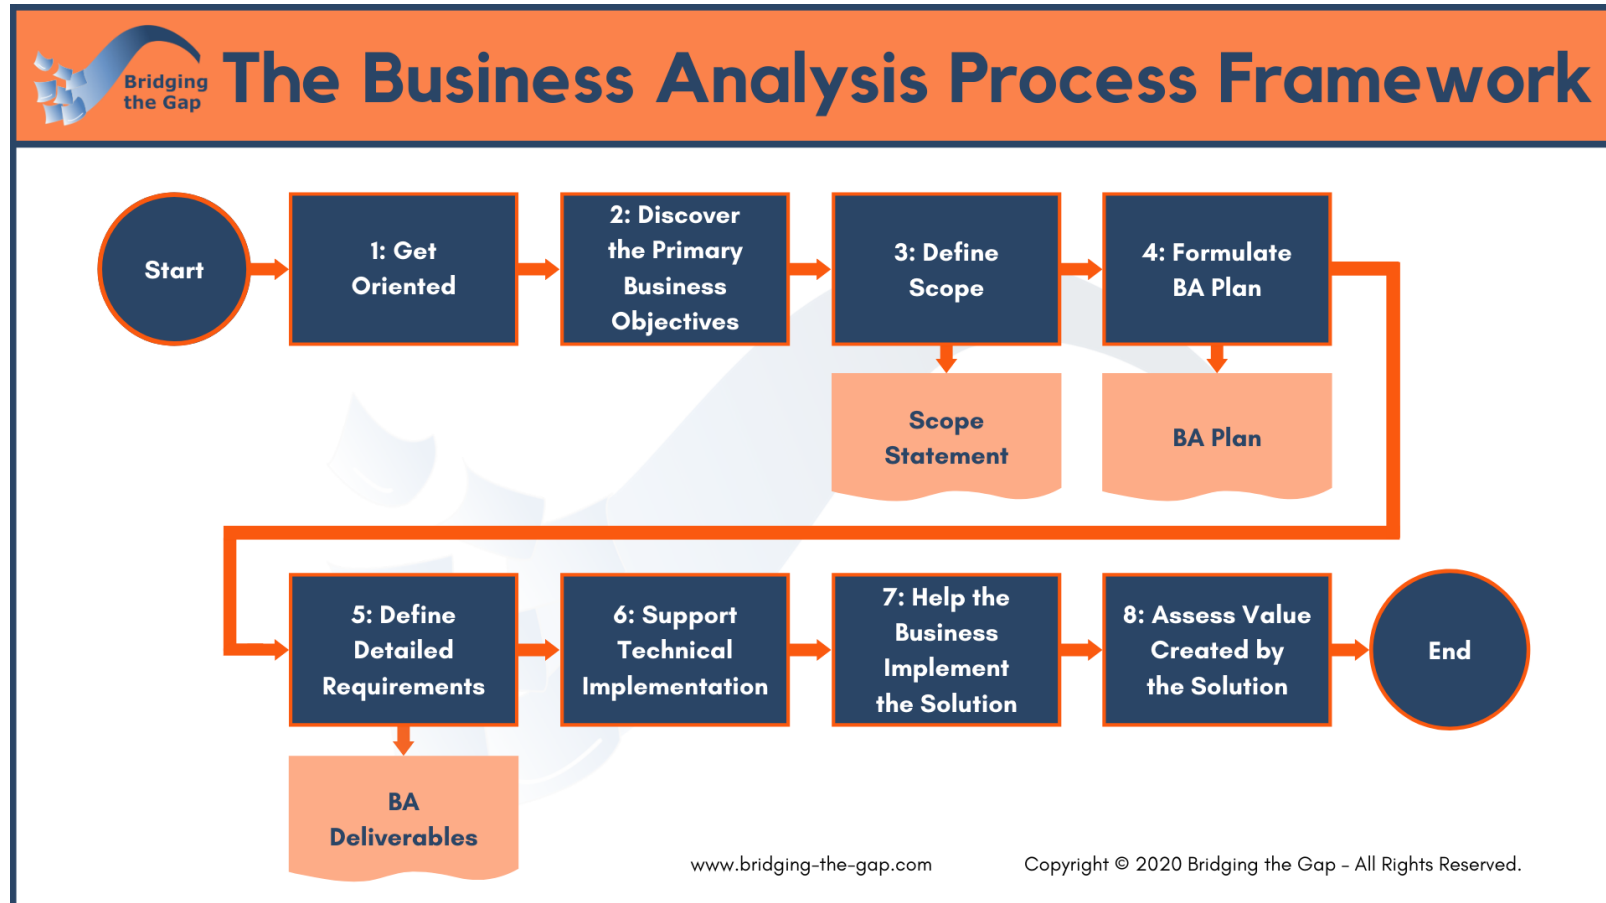 Bridging
the Gap
The Business Analysis Process Framework
Start
1: Get
Oriented
2: Discover
the Primary
Business
Objectives
3: Define
Scope
4: Formulate
BA Plan
Scope
Statement
BA Plan
5: Define
Detailed
Requirements
6: Support
Technical
Implementation
7: Help the
Business
Implement
the Solution
8: Assess Value
Created by
the Solution
End
BA
Deliverables
www.bridging-the-gap.com
Copyright © 2020 Bridging the Gap - All Rights Reserved.